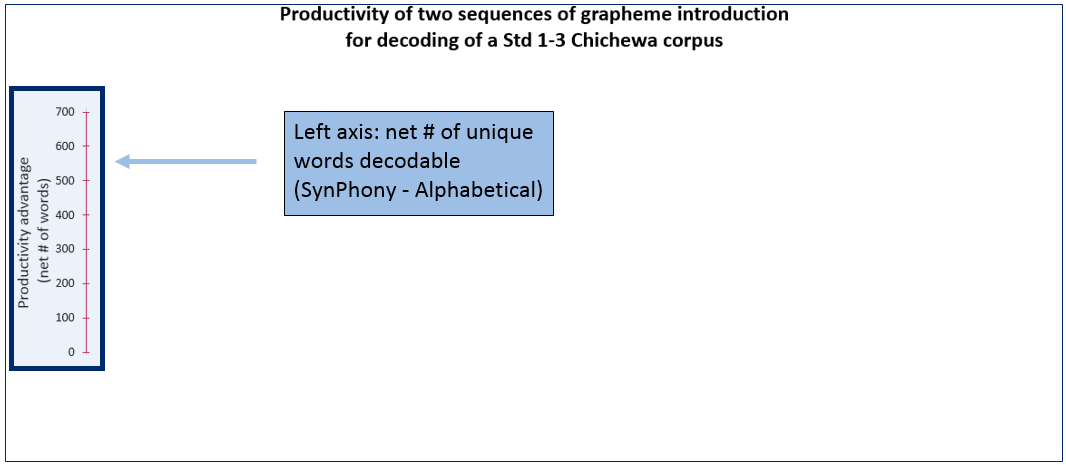 Productivity of two sequences of grapheme introduction
for decoding of a Std 1-3 Chichewa corpus
Productivity advantage
(net # of words)
700
600
500
400
300
200
100
0
Left axis: net # of unique
words decodable
(SynPhony - Alphabetical)